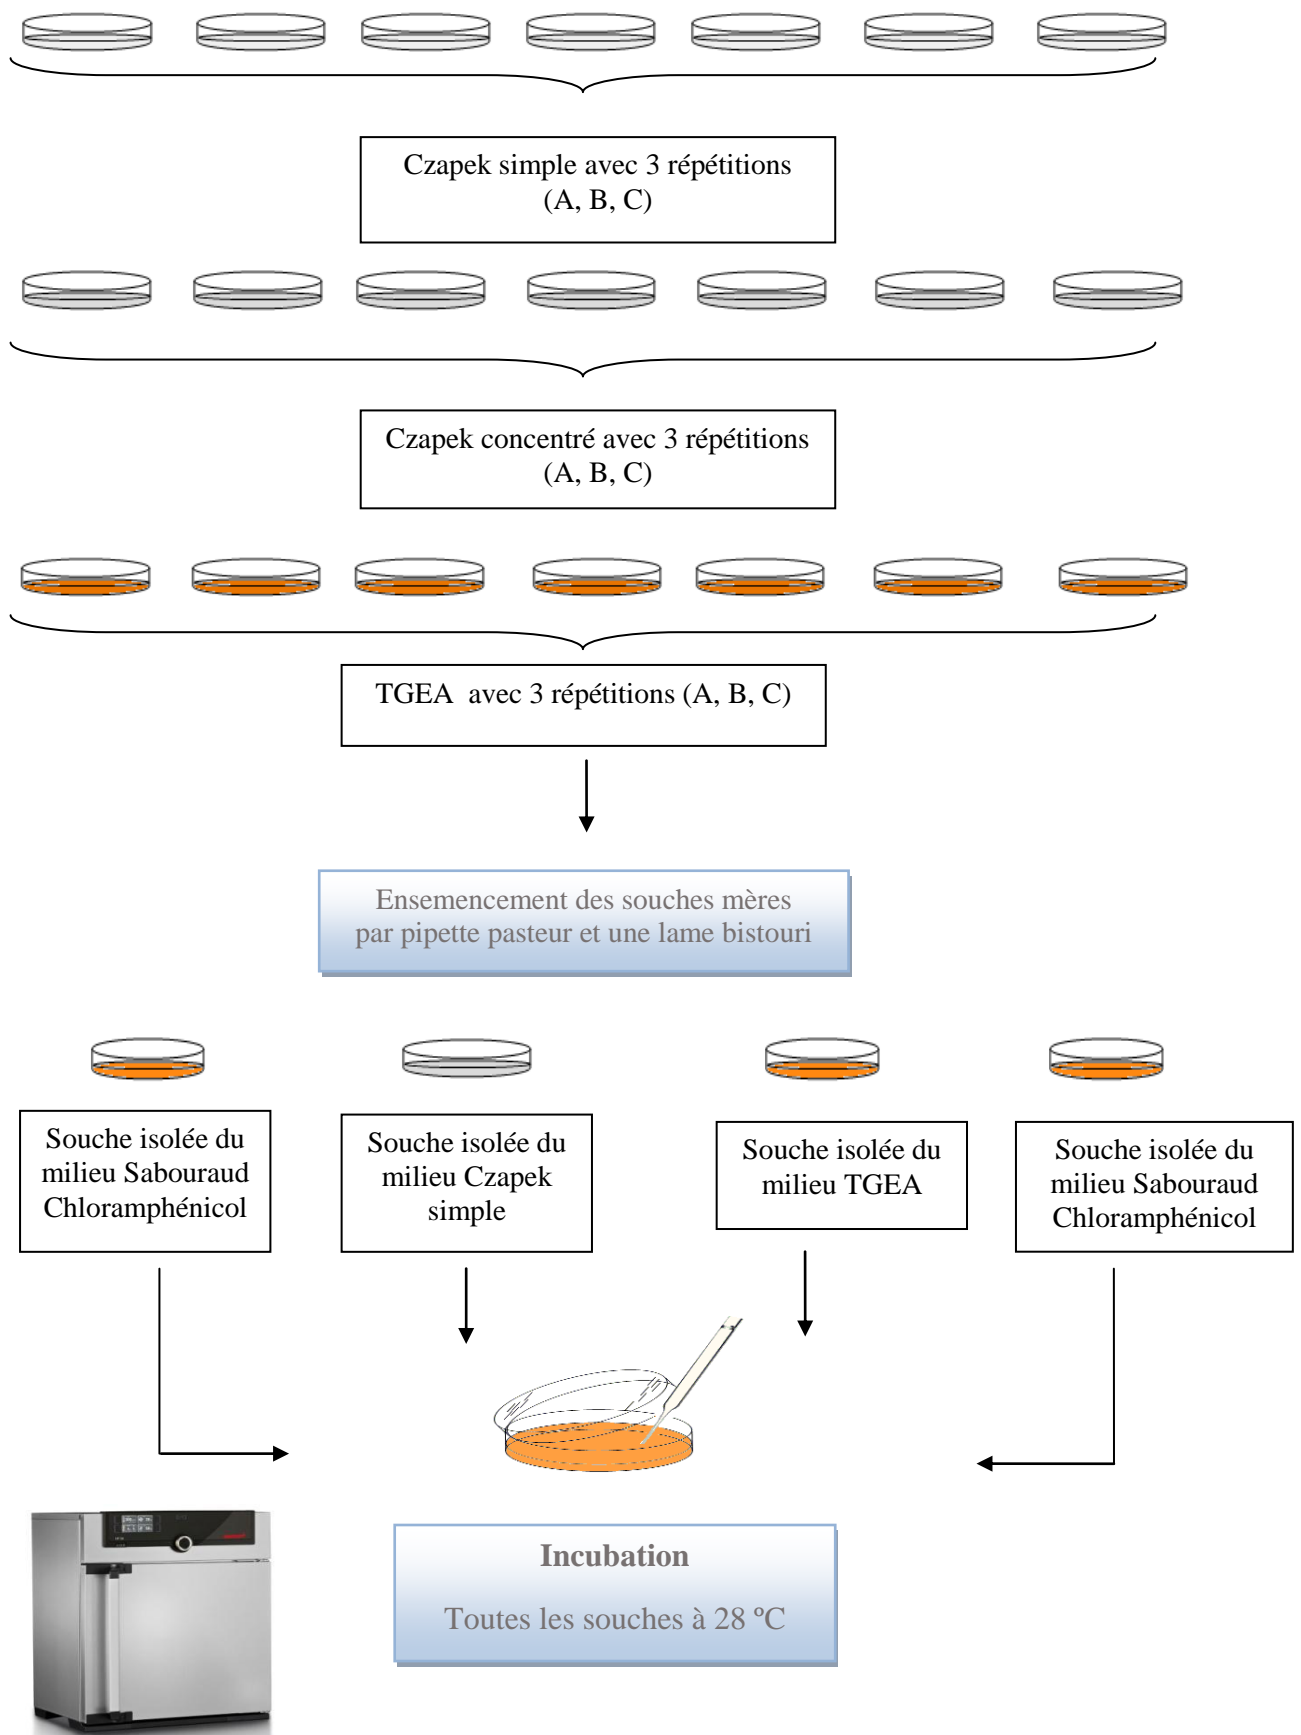 Czapek simple avec 3 répétitions
(A, B, C)
Czapek concentré avec 3 répétitions
(A, B, C)
TGEA avec 3 répétitions (A, B, C)
Ensemencement des souches mères
par pipette pasteur et une lame bistouri
Souche isolée du
milieu Sabouraud
Chloramphénicol
Souche isolée du
milieu Czapek
simple
Souche isolée du
milieu TGEA
Souche isolée du
milieu Sabouraud
Chloramphénicol
Incubation
Toutes les souches à 28 ºC